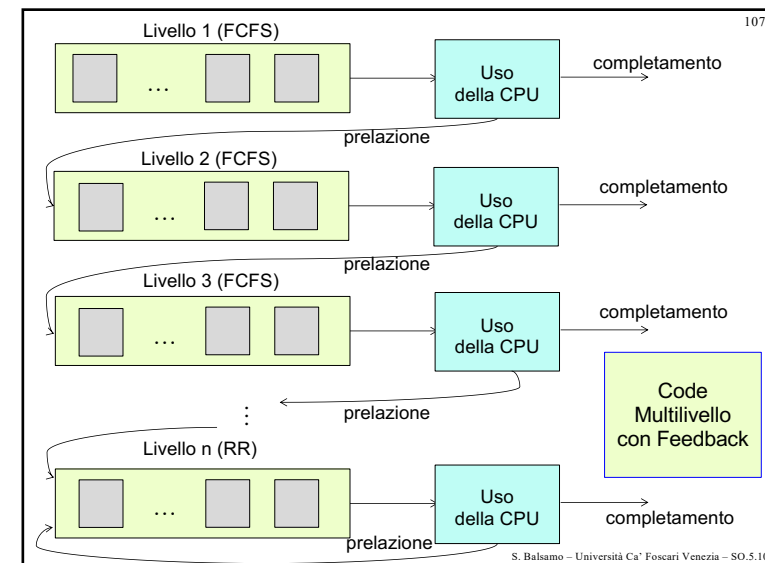 107
Livello 1 (FCFS)
...
Uso
della CPU
completamento
prelazione
Livello 2 (FCFS)
...
Uso
della CPU
completamento
prelazione
Livello 3 (FCFS)
...
Uso
della CPU
completamento
prelazione
Code
Multilivello
con Feedback
⋮
Livello n (RR)
...
Uso
della CPU
completamento
prelazione
S. Balsamo – Università Ca' Foscari Venezia – SO.5.10